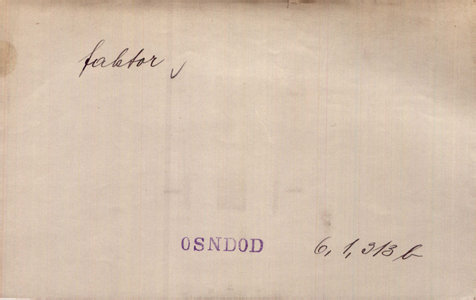 faktor
OSNDOD 6, 1, 313 b